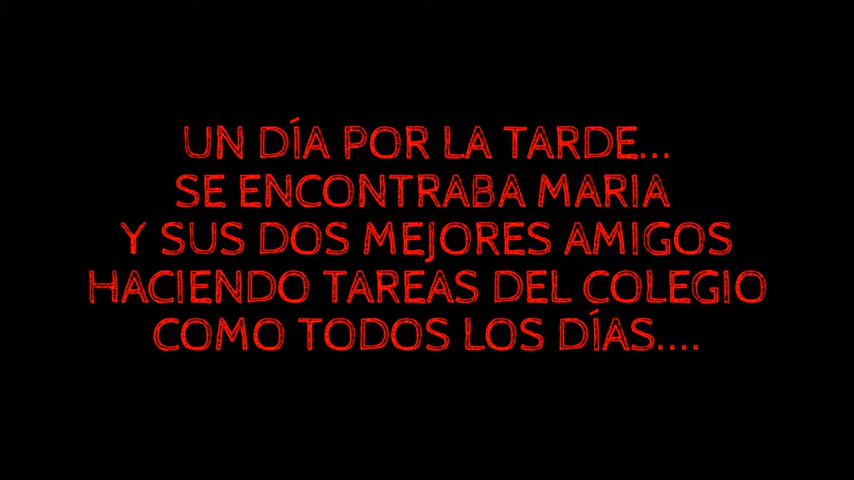 UN DÍA POR LA TARDE...
SE ENCONTRABA MARIA
Y SUS DOS MEJORES AMIGOS
HACIENDO TAREAS DEL COLEGIO
COMO TODOS LOS DÍAS....